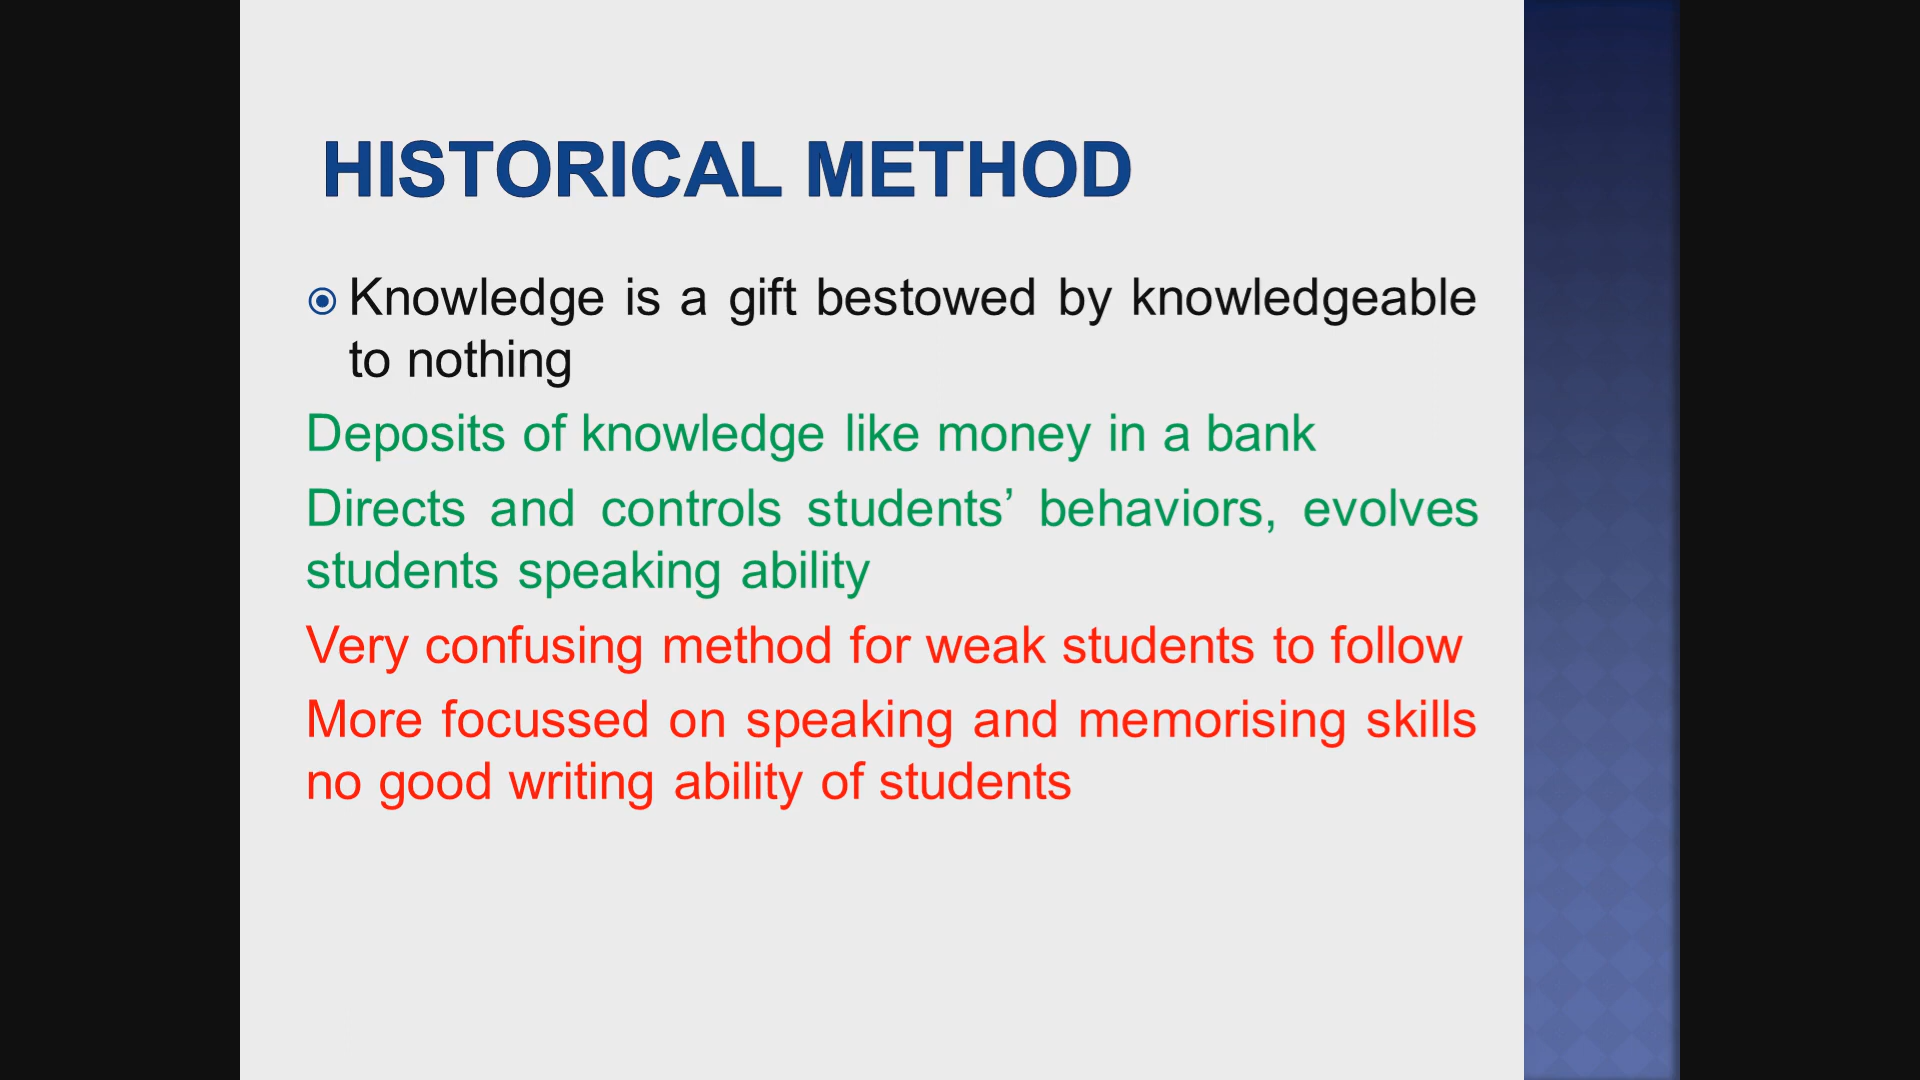 HISTORICAL METHOD
Knowledge is a gift bestowed by knowledgeable
to nothing
Deposits of knowledge like money in a bank
Directs and controls students’ behaviors, evolves
students speaking ability
Very confusing method for weak students to follow
More focussed on speaking and memorising skills
no good writing ability of students